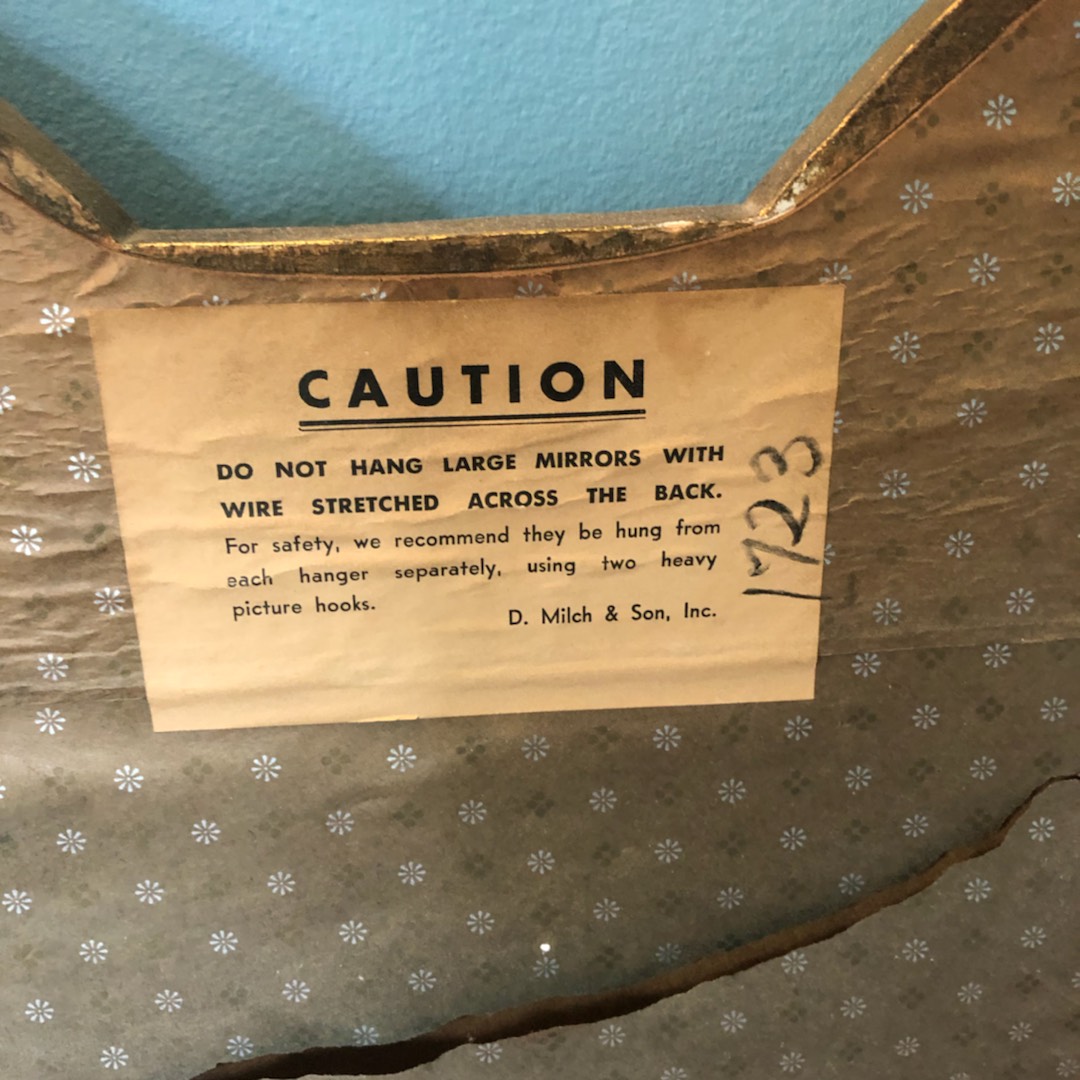 CAUTION
DO NOT HANG LARGE MIRRORS WITH
WIRE STRETCHED ACROSS THE BACK.
For safety, we recommend they be hung from
each hanger separately, using two heavy
picture hooks.
D. Milch & Son, Inc.
1723